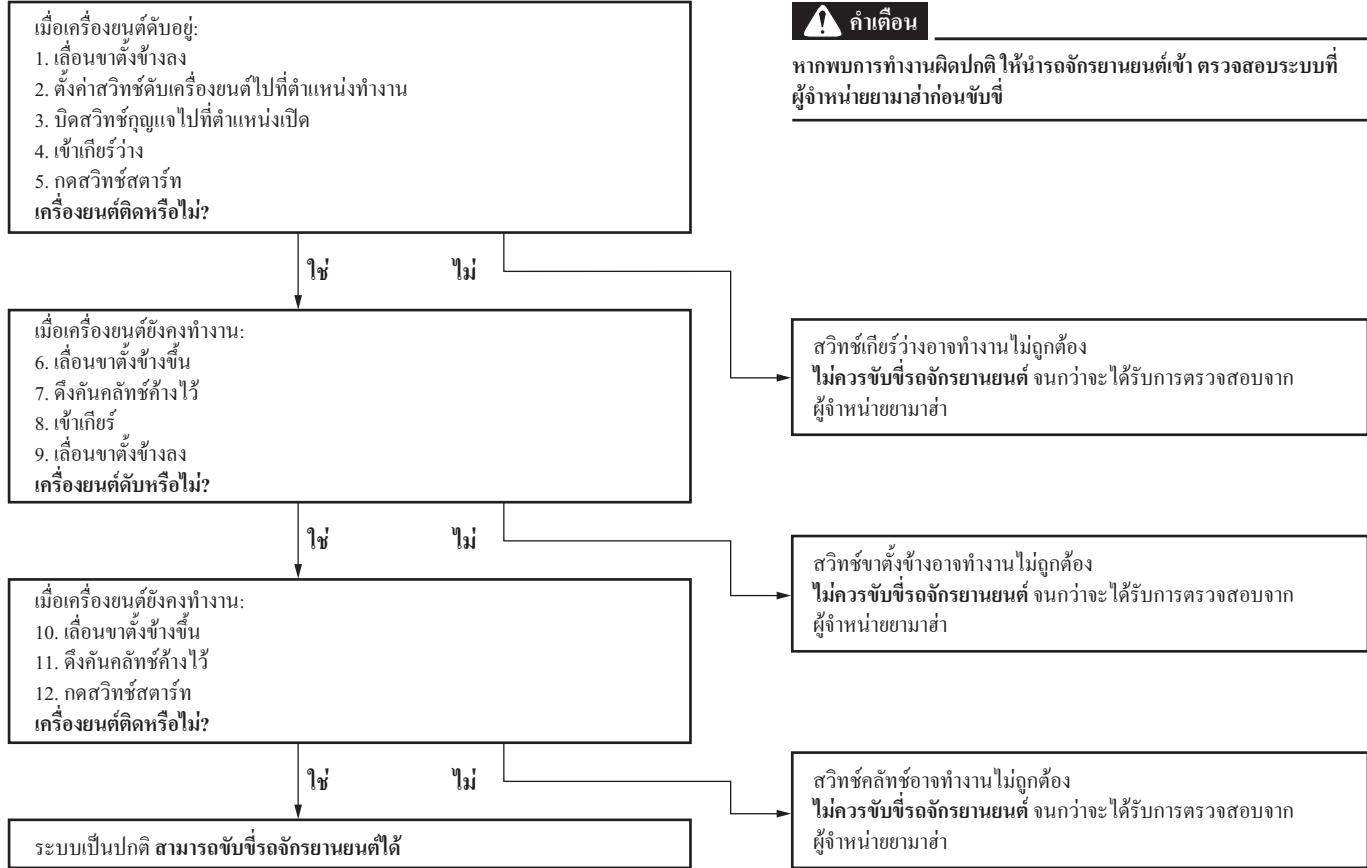 เมื่อเครื่องยนต์ดับอยู่:
1. เลื่อนขาตั้งข้างลง
2. ตั้งค่าสวิทช์ดับเครื่องยนต์ไปที่ตำแหน่งทำงาน
3. บิดสวิทช์กุญแจไปที่ตำแหน่งเปิด
4. เข้าเกียร์ว่าง
5. กดสวิทช์สตาร์ท
เครื่องยนต์ติดหรือไม่?
คำเตือน
หากพบการทำงานผิดปกติ ให้นำรถจักรยานยนต์เข้า ตรวจสอบระบบที่
ผู้จำหน่ายยามาฮ่าก่อนขับขี่
ใช่
ไม่
เมื่อเครื่องยนต์ยังคงทำงาน:
6. เลื่อนขาตั้งข้างขึ้น
7. ดึงคันคลัทช์ค้างไว้
8. เข้าเกียร์
9. เลื่อนขาตั้งข้างลง
เครื่องยนต์ดับหรือไม่?
สวิทช์เกียร์ว่างอาจทำงานไม่ถูกต้อง
ไม่ควรขับขี่รถจักรยานยนต์ จนกว่าจะได้รับการตรวจสอบจาก
ผู้จำหน่ายยามาฮ่า
ใช่
ไม่
เมื่อเครื่องยนต์ยังคงทำงาน:
10. เลื่อนขาตั้งข้างขึ้น
11. ดึงคันคลัทช์ค้างไว้
12. กดสวิทช์สตาร์ท
เครื่องยนต์ติดหรือไม่?
สวิทช์ขาตั้งข้างอาจทำงานไม่ถูกต้อง
ไม่ควรขับขี่รถจักรยานยนต์ จนกว่าจะได้รับการตรวจสอบจาก
ผู้จำหน่ายยามาฮ่า
ใช่
ไม่
ระบบเป็นปกติ สามารถขับขี่รถจักรยานยนต์ได้
สวิทช์คลัทช์อาจทำงานไม่ถูกต้อง
ไม่ควรขับขี่รถจักรยานยนต์ จนกว่าจะได้รับการตรวจสอบจาก
ผู้จำหน่ายยามาฮ่า